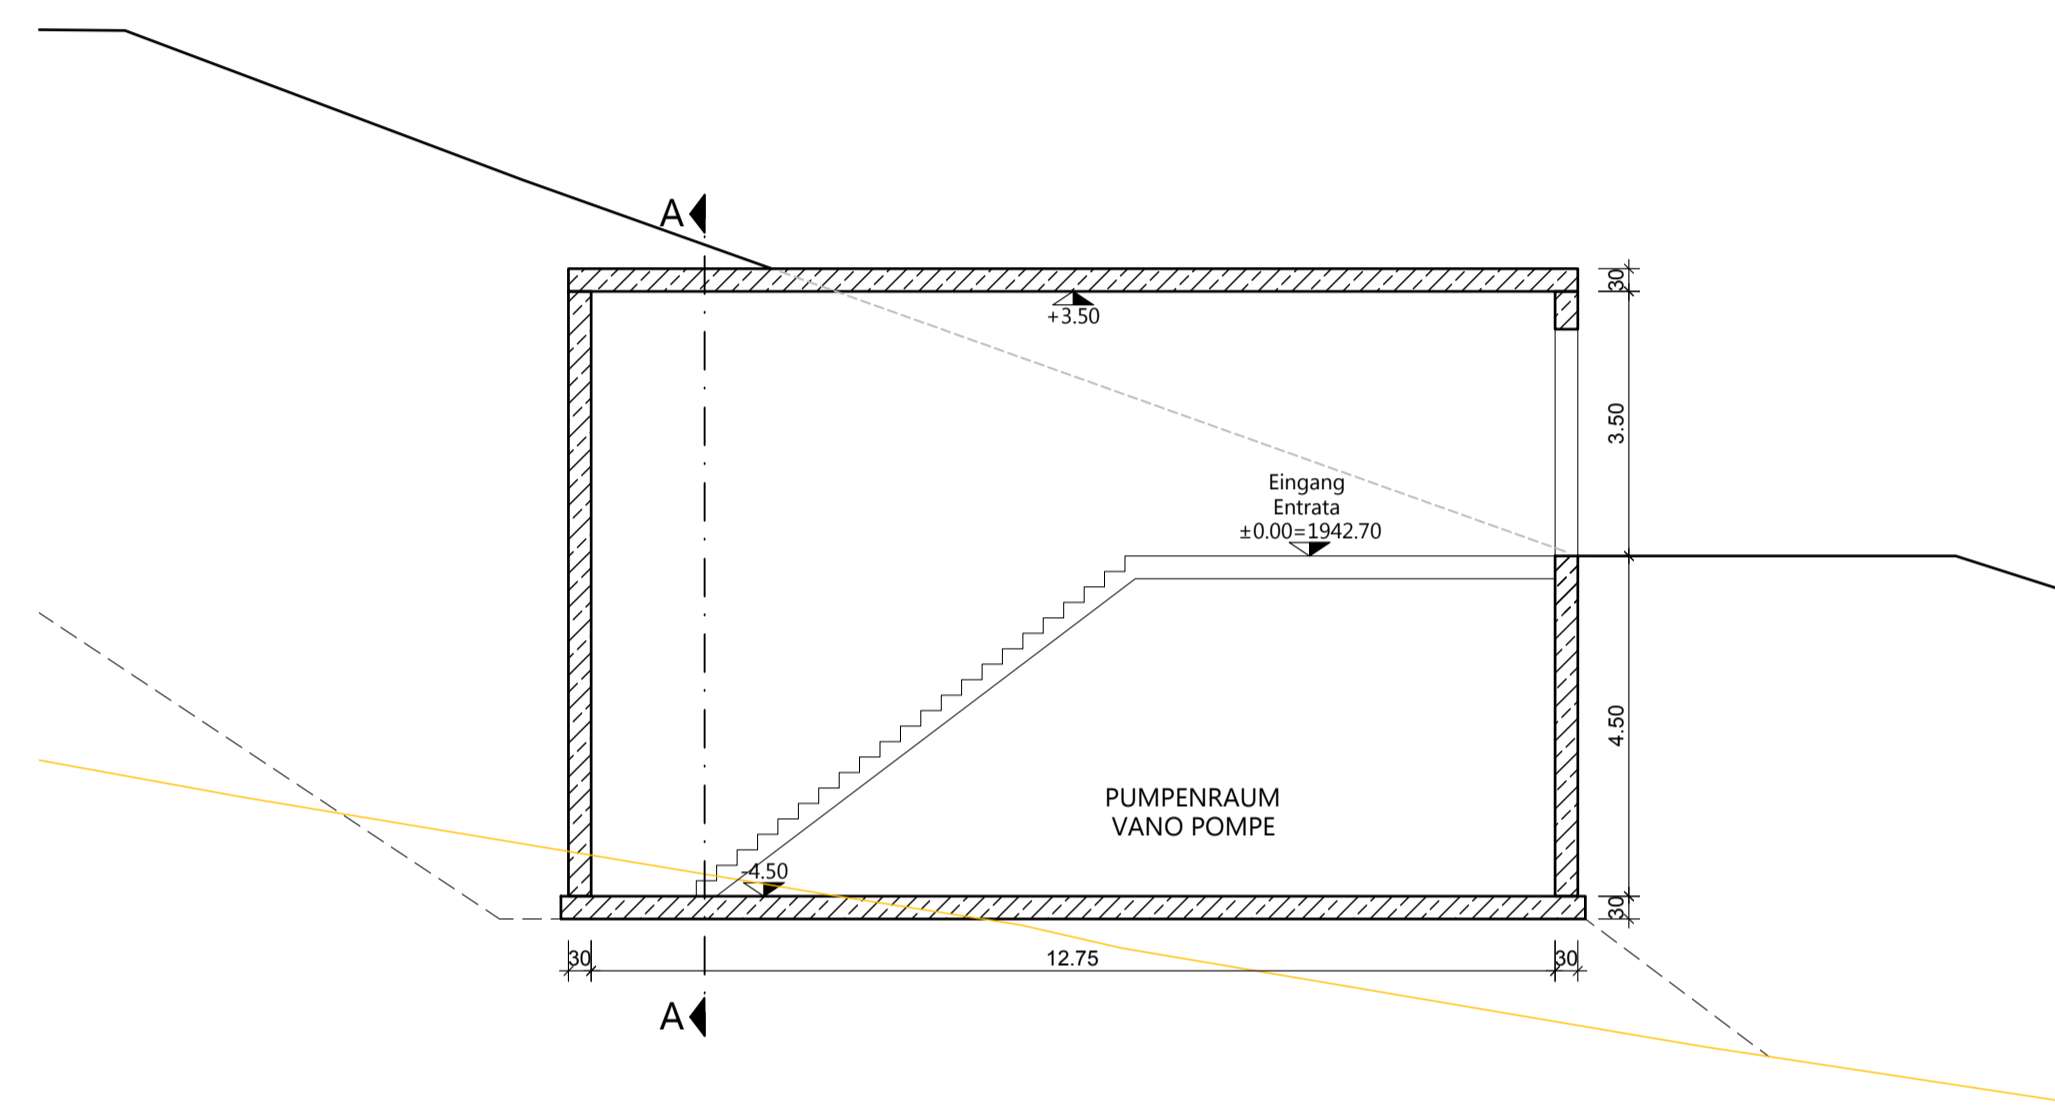 A
30
+3.50
3.50
Eingang
Entrata
±0.00=1942.70
4.50
PUMPENRAUM
VANO POMPE
-4.50
30
30
12.75
30
A